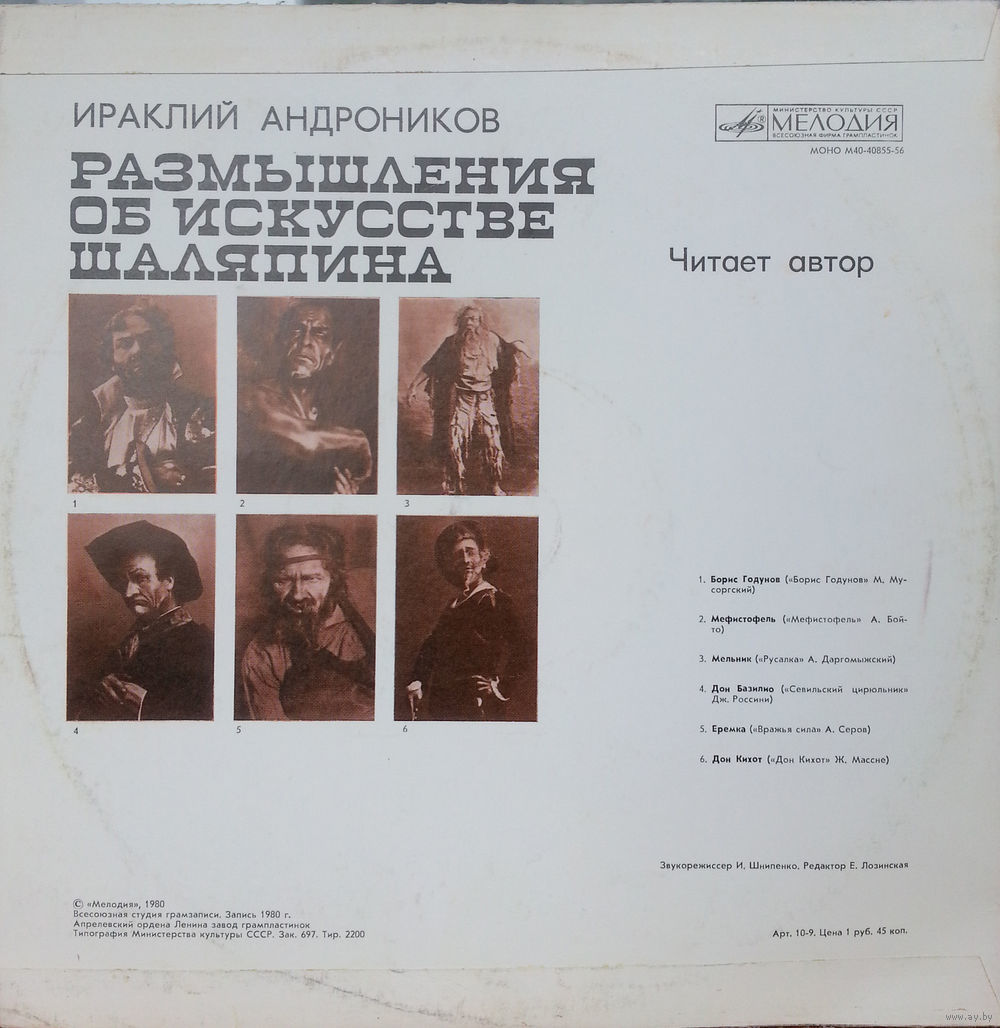 ИРАКЛИЙ АНДРОНИКОВ
РАЗМЫШЛЕНИЯ
ОБ ИСКУССТВЕ
ШАЛЯПИНА
МИНИСТЕРСТВО КУЛЬТУРЫ СССР
МЕЛОДИЯ
ВСЕСОЮЗНАЯ ФИРМА ГРАМПЛАСТИНОК
МОНО М40-40855-56
Читает автор
1
2
3
4
5
6
1. Борис Годунов («Борис Годунов» М. Му-
соргский)
2. Мефистофель («Мефистофель» А. Бой-
то)
3. Мельник («Русалка» А. Даргомыжский)
4. Дон Базилио («Севильский цирюльник»
Дж. Россини)
5. Еремка («Вражья сила» А. Серов)
6. Дон Кихот («Дон Кихот» Ж. Массне)
Звукорежиссер И. Шнипенко. Редактор Е. Лозинская
© «Мелодия», 1980
Всесоюзная студия грамзаписи. Запись 1980 г.
Апрелевский ордена Ленина завод грампластинок
Типография Министерства культуры СССР. Зак. 697. Тир. 2200
Арт. 10-9. Цена 1 руб. 45 коп.
www.ay.by